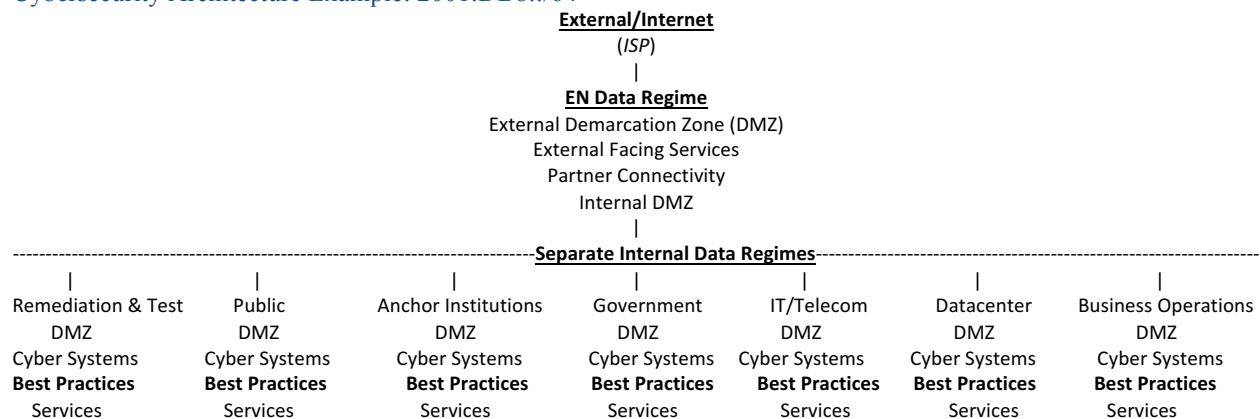 External/Internet
(ISP)
|
EN Data Regime
External Demarcation Zone (DMZ)
External Facing Services
Partner Connectivity
Internal DMZ
|
------------------------------------------------------------------------------Separate Internal Data Regimes------------------------------------------------------------------
| | | | | | |
Remediation & Test Public Anchor Institutions Government IT/Telecom Datacenter Business Operations
DMZ DMZ DMZ DMZ DMZ DMZ DMZ
Cyber Systems Cyber Systems Cyber Systems Cyber Systems Cyber Systems Cyber Systems Cyber Systems
Best Practices Best Practices Best Practices Best Practices Best Practices Best Practices Best Practices
Services Services Services Services Services Services Services